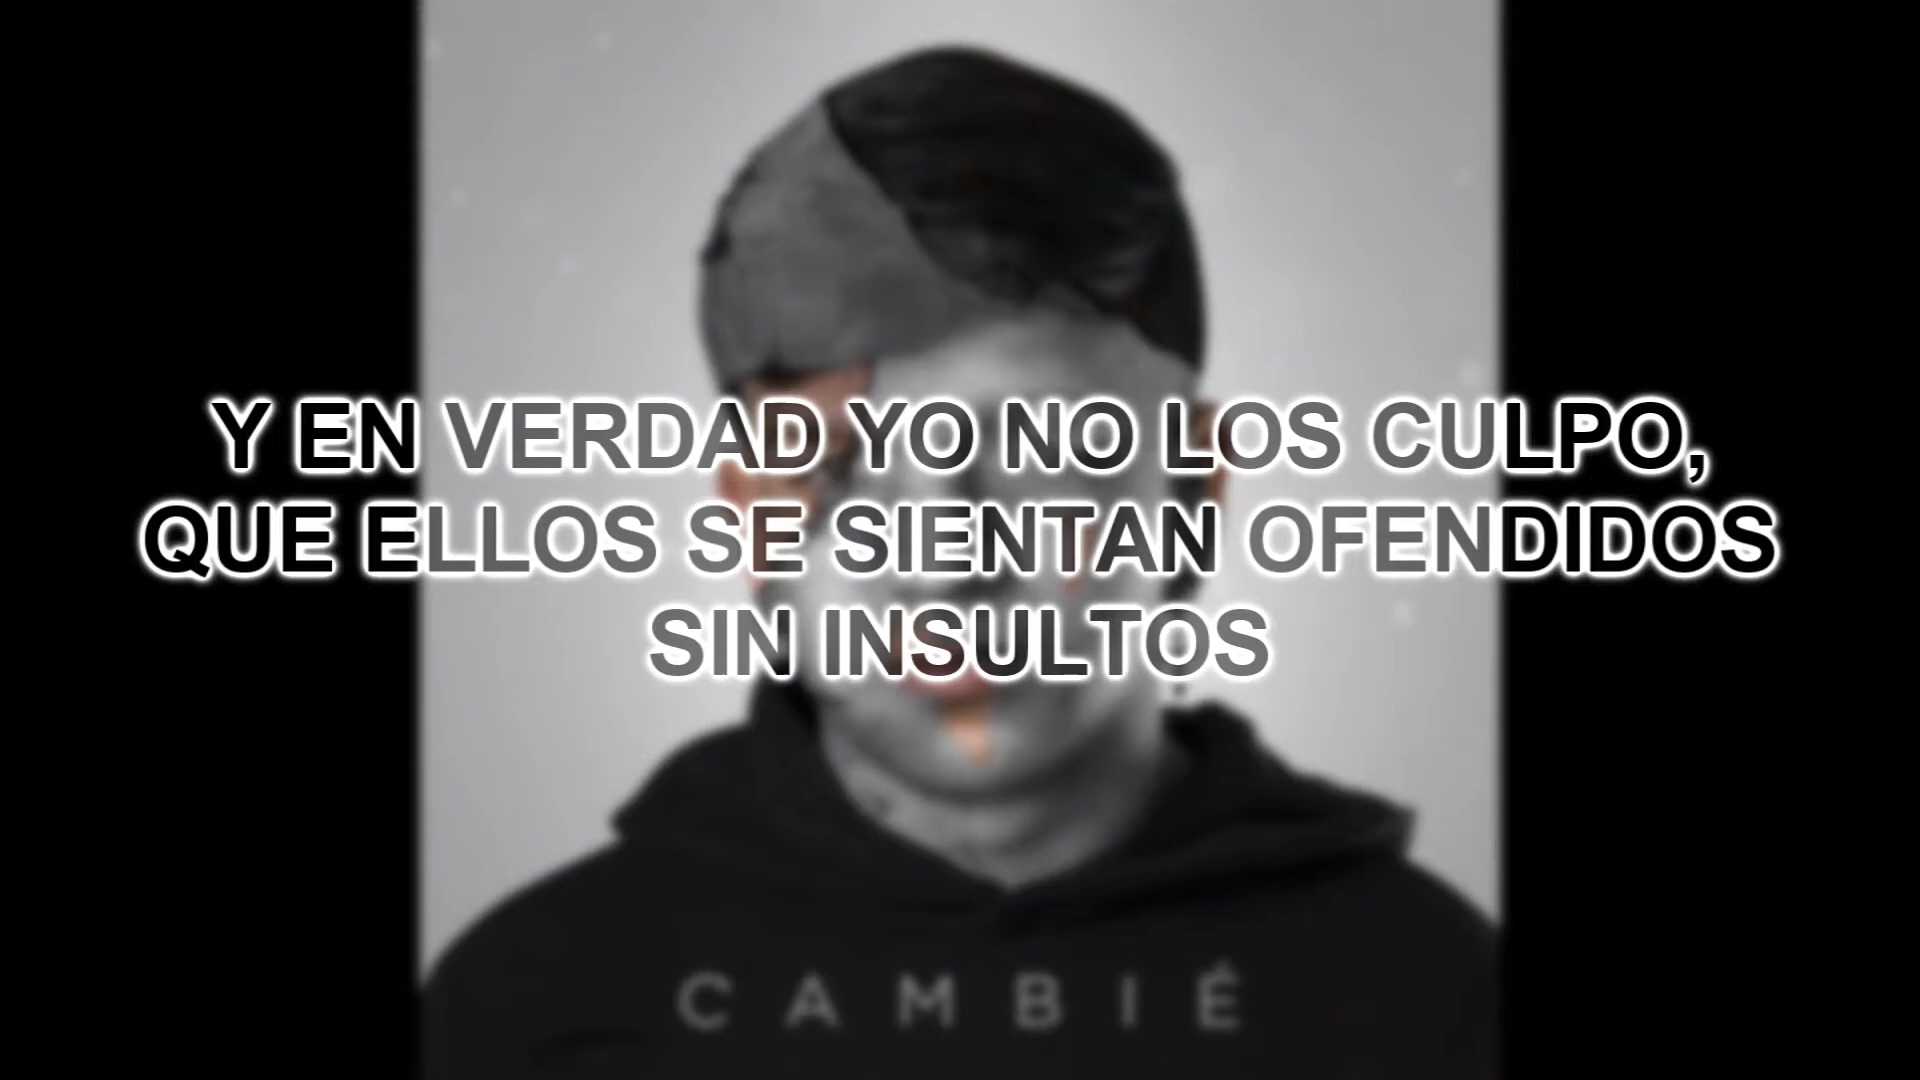 Y EN VERDAD YO NO LOS CULPO,
QUE ELLOS SE SIENTAN OFENDIDOS
SIN INSULTOS
CAMBIÉ